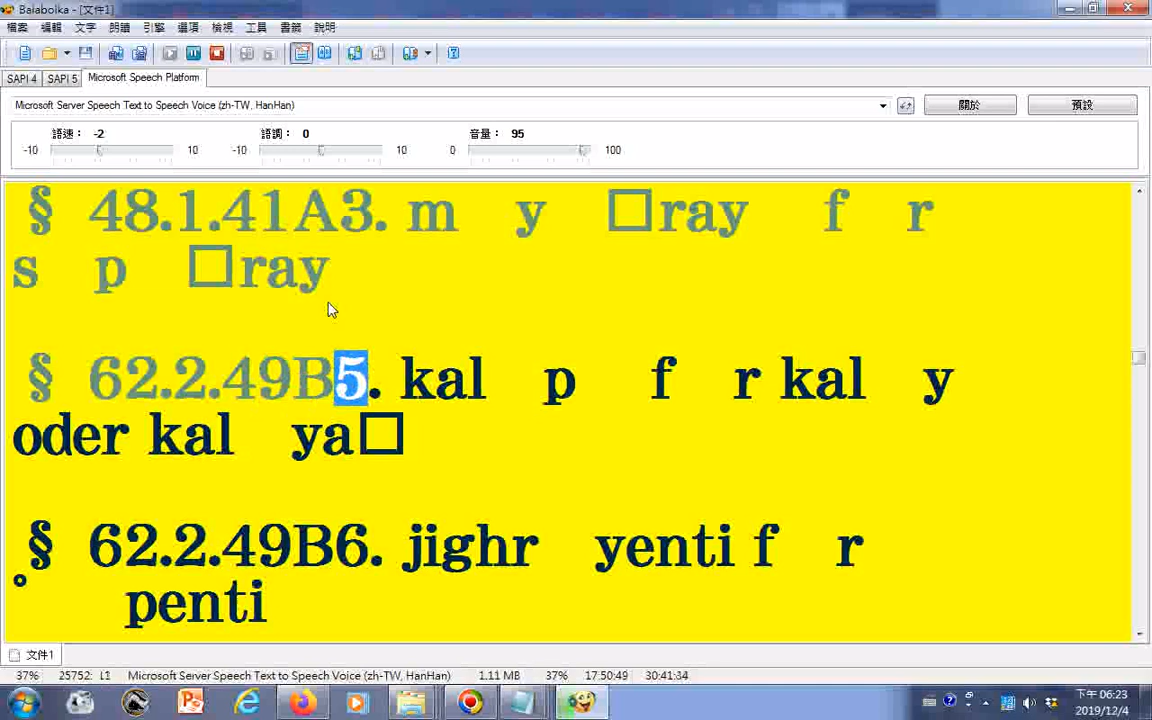 Balabolka - [文件1]
檔案 編輯 文字 朗讀 引擎 選項 檢視 工具 書籤 說明
SAPI 4 SAPI 5 Microsoft Speech Platform
Microsoft Server Speech Text to Speech Voice (zh-TW, HanHan) 關於 預設
語速： -2 語調： 0 音量： 95
-10 10 -10 10 0 100
§ 48.1.41A3. m y □ray f r
s p □ray
§ 62.2.49B5. kal p f r kal y
oder kal ya□
§ 62.2.49B6. jighr yenti f r
° penti
文件1
37% 25752: 11 Microsoft Server Speech Text to Speech Voice (zh-TW, HanHan) 1.11 MB 37% 17:50:49 30:41:34
下午 06:23
2019/12/4